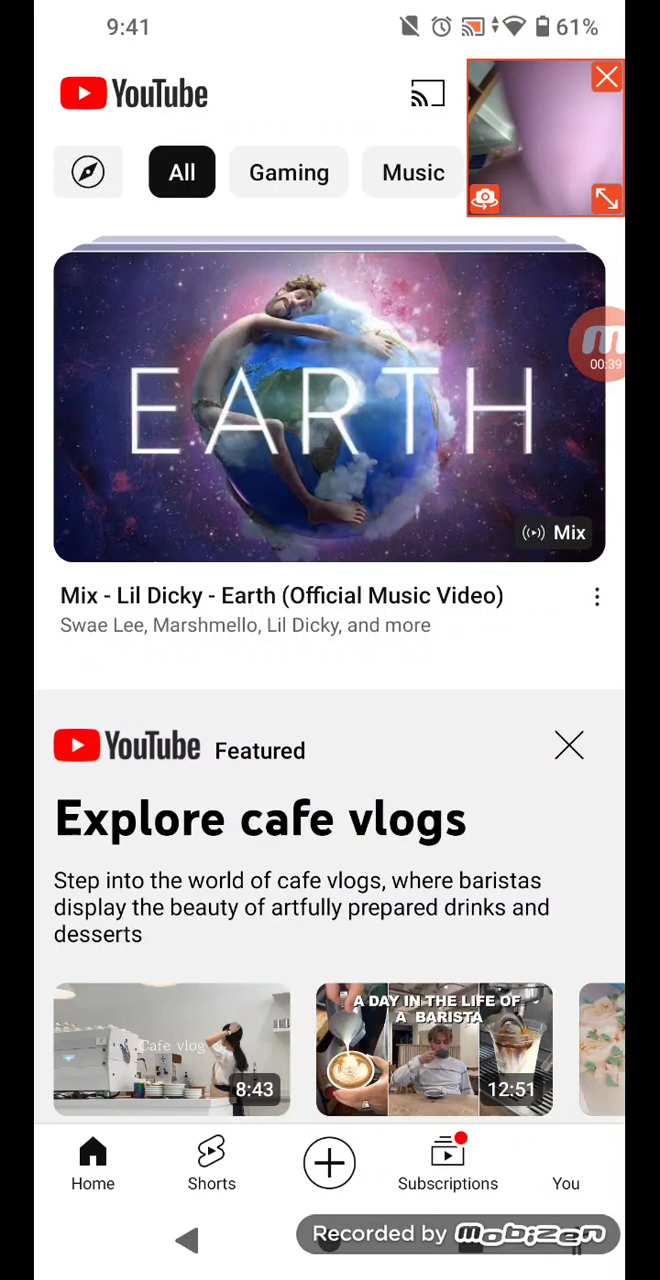 9:41
61%
YouTube
All
Gaming
Music
EARTH
00:39
Mix
Mix - Lil Dicky - Earth (Official Music Video)
Swae Lee, Marshmello, Lil Dicky, and more
YouTube Featured
Explore cafe vlogs
Step into the world of cafe vlogs, where baristas
display the beauty of artfully prepared drinks and
desserts
Cafe vlog
8:43
A DAY IN THE LIFE OF
A BARISTA
12:51
Home
Shorts
Subscriptions
You
Recorded by mobizen